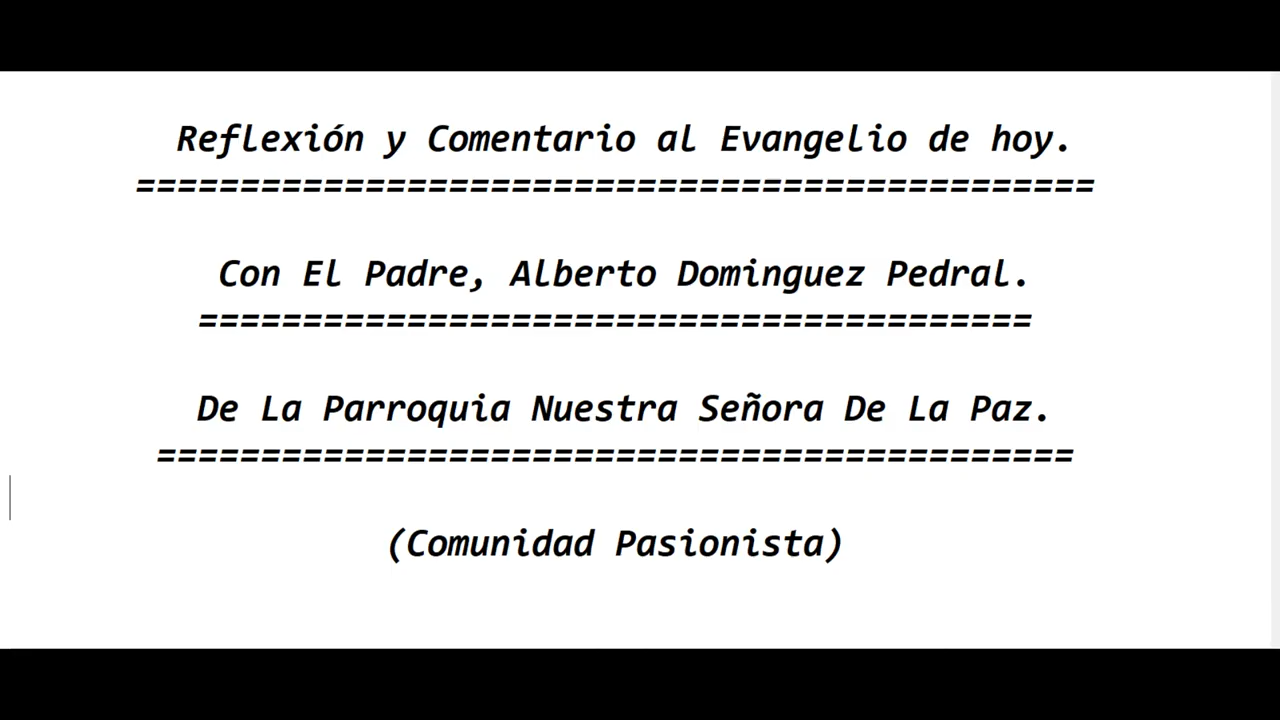 Reflexión y Comentario al Evangelio de hoy.
==============================================
Con El Padre, Alberto Dominguez Pedral.
========================================
De La Parroquia Nuestra Señora De La Paz.
============================================
(Comunidad Pasionista)